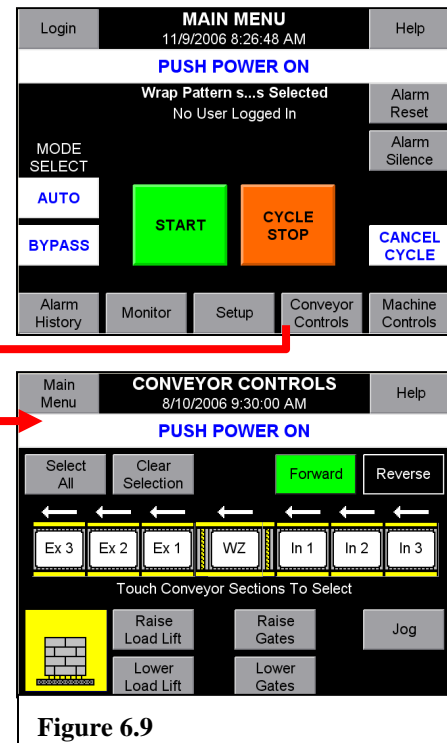 Login
MAIN MENU
11/9/2006 8:26:48 AM
Help
PUSH POWER ON
Wrap Pattern s...s Selected
No User Logged In
Alarm
Reset
Alarm
Silence
MODE
SELECT
AUTO
BYPASS
START
CYCLE
STOP
CANCEL
CYCLE
Alarm
History
Monitor
Setup
Conveyor
Controls
Machine
Controls
Main
Menu
CONVEYOR CONTROLS
8/10/2006 9:30:00 AM
Help
PUSH POWER ON
Select
All
Clear
Selection
Forward
Reverse
Ex 3
Ex 2
Ex 1
WZ
In 1
In 2
In 3
Touch Conveyor Sections To Select
Raise
Load Lift
Raise
Gates
Jog
Lower
Load Lift
Lower
Gates
Figure 6.9